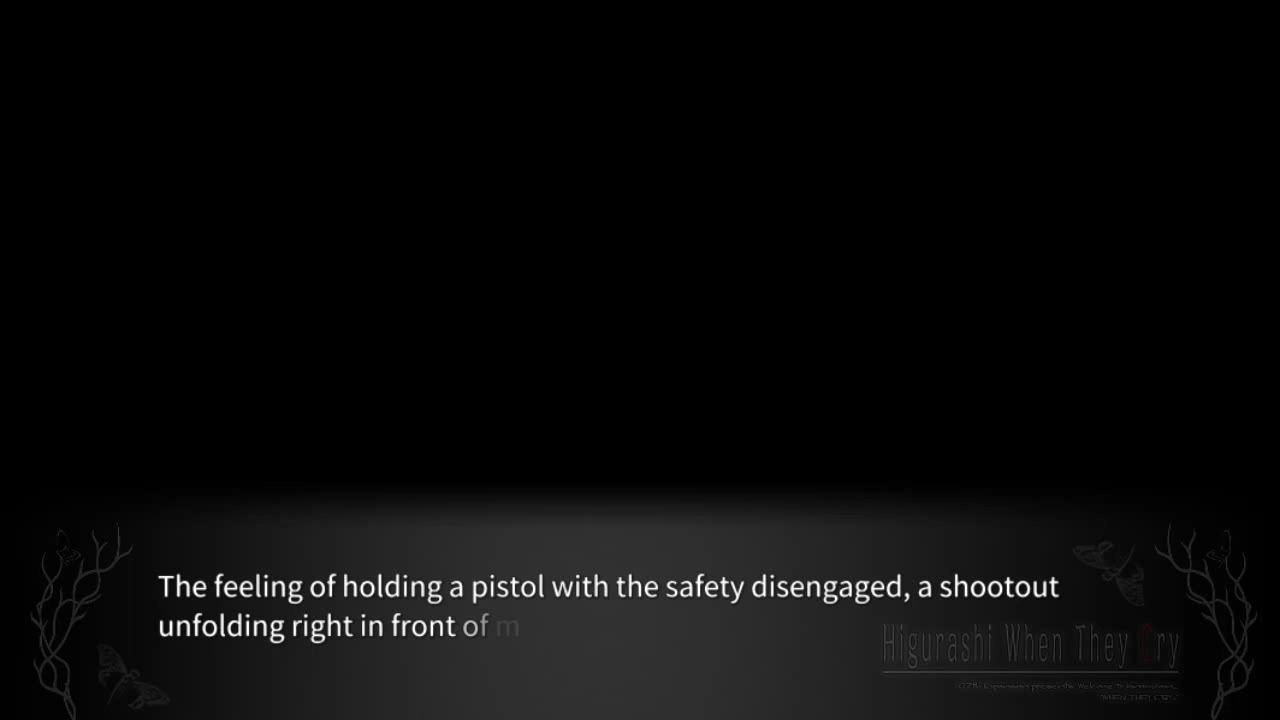 The feeling of holding a pistol with the safety disengaged, a shootout
unfolding right in front of m
Higurashi When They Cry